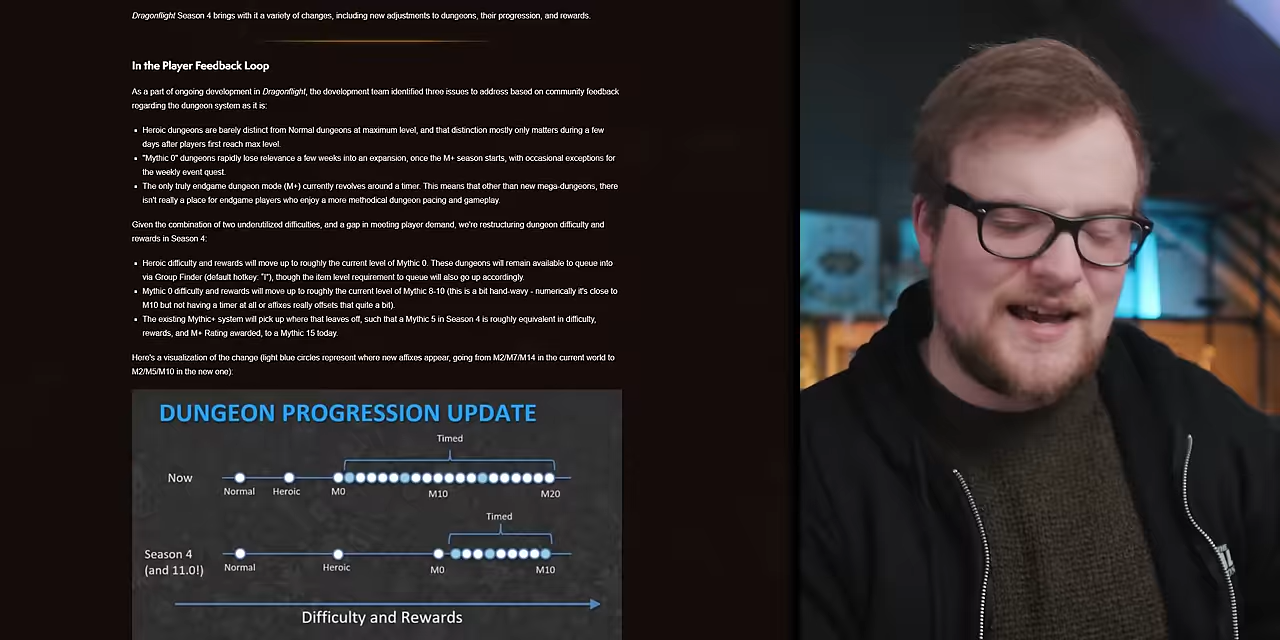 Dragonflight Season 4 brings with it a variety of changes, including new adjustments to dungeons, their progression, and rewards.
In the Player Feedback Loop
As a part of ongoing development in Dragonflight, the development team identified three issues to address based on community feedback
regarding the dungeon system as it is:
Heroic dungeons are barely distinct from Normal dungeons at maximum level, and that distinction mostly only matters during a few
days after players first reach max level.
"Mythic 0" dungeons rapidly lose relevance a few weeks into an expansion, once the M+ season starts, with occasional exceptions for
the weekly event quest.
The only truly endgame dungeon mode (M+) currently revolves around a timer. This means that other than new mega-dungeons, there
isn't really a place for endgame players who enjoy a more methodical dungeon pacing and gameplay.
Given the combination of two underutilized difficulties, and a gap in meeting player demand, we're restructuring dungeon difficulty and
rewards in Season 4:
Heroic difficulty and rewards will move up to roughly the current level of Mythic 0. These dungeons will remain available to queue into
via Group Finder (default hotkey: "I"), though the item level requirement to queue will also go up accordingly.
Mythic 0 difficulty and rewards will move up to roughly the current level of Mythic 8-10 (this is a bit hand-wavy - numerically it's close to
M10 but not having a timer at all or affixes really offsets that quite a bit).
The existing Mythic+ system will pick up where that leaves off, such that a Mythic 5 in Season 4 is roughly equivalent in difficulty,
rewards, and M+ Rating awarded, to a Mythic 15 today.
Here's a visualization of the change (light blue circles represent where new affixes appear, going from M2/M7/M14 in the current world to
M2/M5/M10 in the new one):
DUNGEON PROGRESSION UPDATE
Timed
Now
Normal Heroic M0 M10 M20
Timed
Season 4
(and 11.0!)
Normal Heroic M0 M10
Difficulty and Rewards